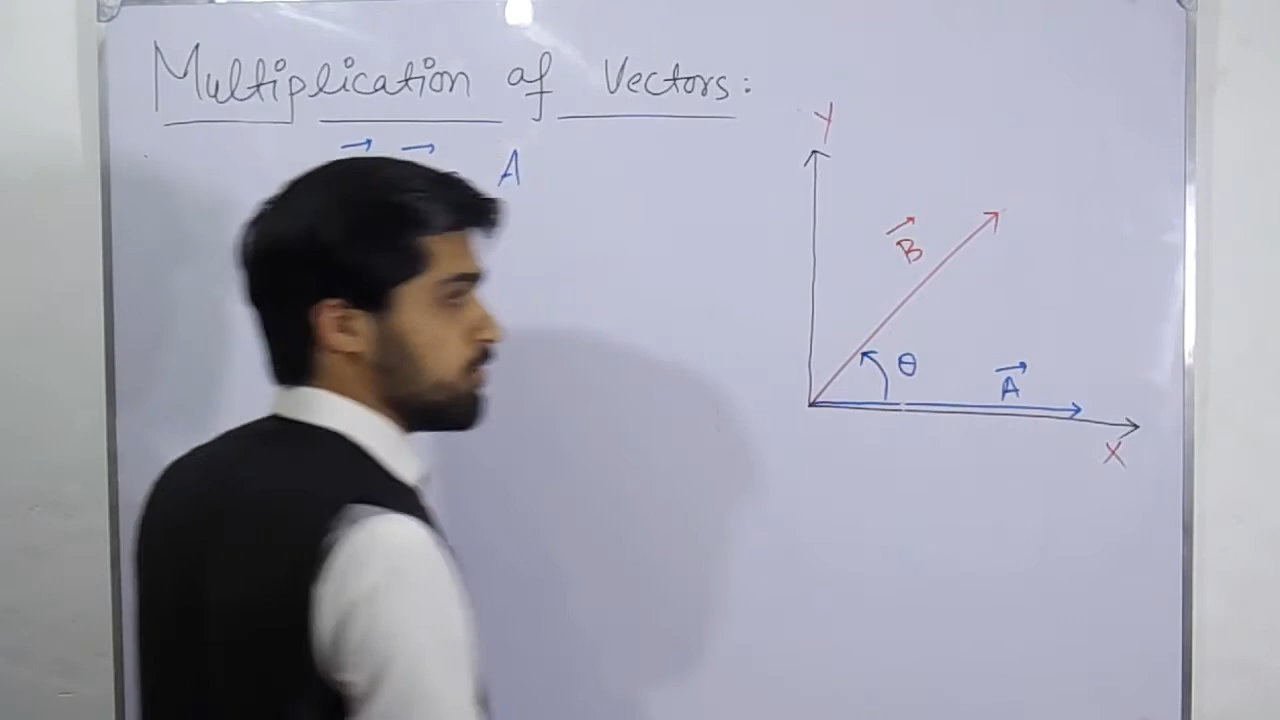 Multiplication of Vectors:
A
Y
B
θ
A
X